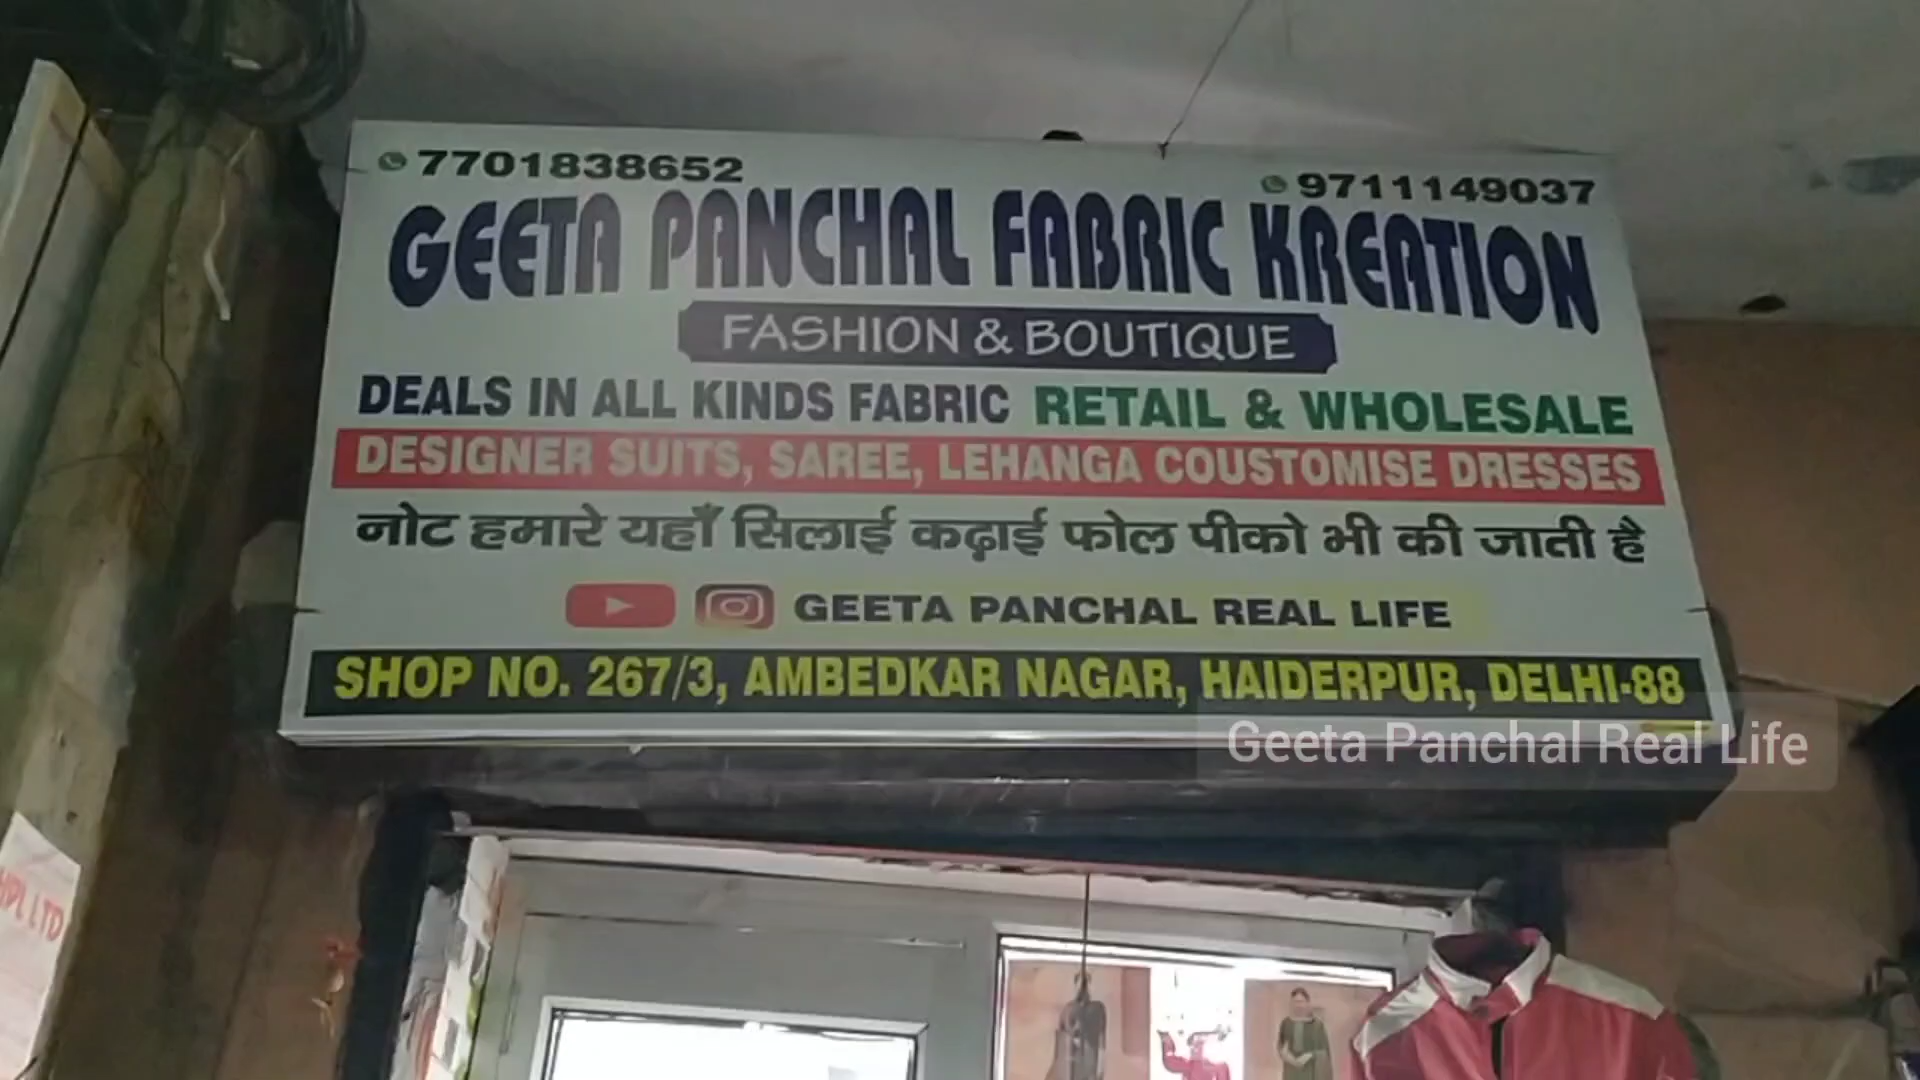 7701838652
9711149037
GEETA PANCHAL FABRIC KREATION
FASHION & BOUTIQUE
DEALS IN ALL KINDS FABRIC RETAIL & WHOLESALE
DESIGNER SUITS, SAREE, LEHANGA COUSTOMISE DRESSES
नोट हमारे यहाँ सिलाई कढ़ाई फोल पीको भी की जाती है
GEETA PANCHAL REAL LIFE
SHOP NO. 267/3, AMBEDKAR NAGAR, HAIDERPUR, DELHI-88
Geeta Panchal Real Life
LTD